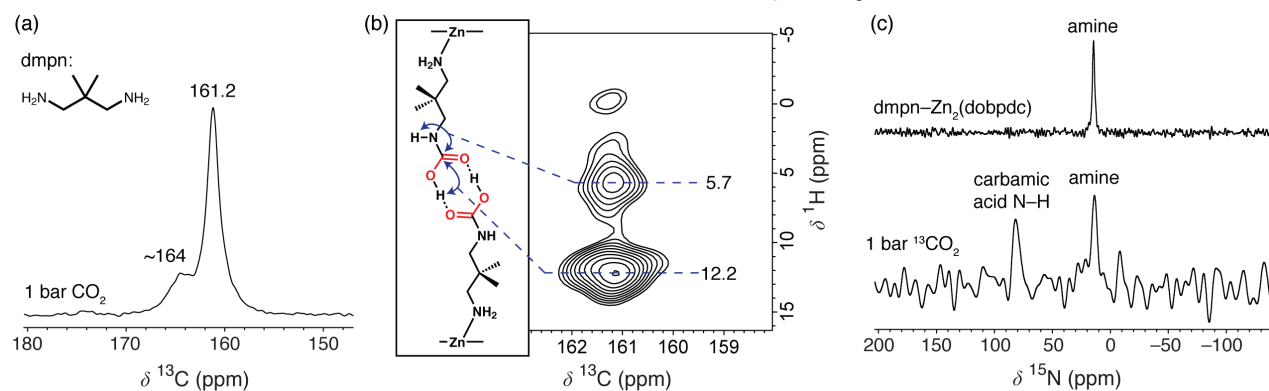 (a)
dmpn:
H₂N
NH₂
161.2
~164
1 bar CO₂
180
170
160
150
δ ¹³C (ppm)
(b)
Zn
H₂N
H–N
O
O
H
H
O
O
NH
NH₂
Zn
-5
0
5
10
15
δ ¹H (ppm)
5.7
12.2
162
161
160
159
δ ¹³C (ppm)
(c)
amine
dmpn–Zn₂(dobpdc)
carbamic
acid N–H
amine
1 bar ¹³CO₂
200
150
100
50
0
−50
−100
δ ¹⁵N (ppm)